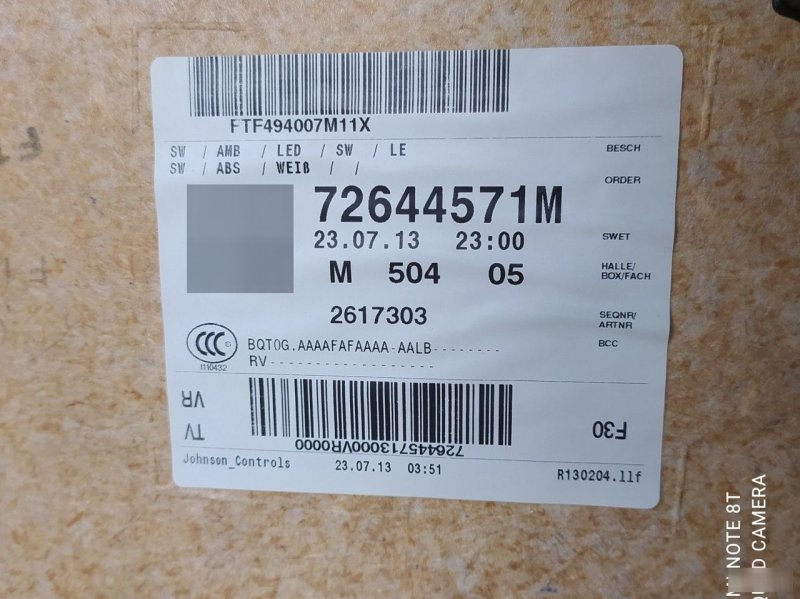 FTF494007M11X
SW / AMB / LED / SW / LE
SW / ABS / WEIß / /
BESCH
ORDER
72644571M
23.07.13 23:00
SWET
M 504 05
HALLE/
BOX/FACH
2617303
SEQNR/
ARTNR
CCC S
I110432
BQT0G.AAAAFAFAAAA-AALB--------
BCC
RV------------------
VR
TV
F30
726445713000VR0000
Johnson_Controls
23.07.13 03:51
R130204.llf
NOTE 8T
D CAMERA